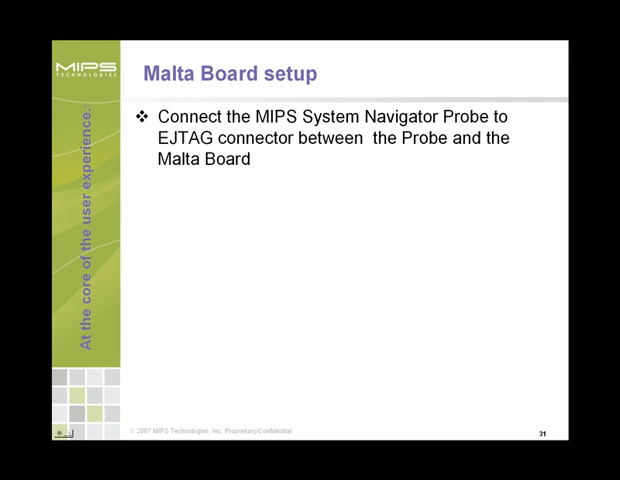 MIPS
TECHNOLOGIES
At the core of the user experience.
Malta Board setup
❖ Connect the MIPS System Navigator Probe to
EJTAG connector between  the Probe and the
Malta Board
© 2007 MIPS Technologies, Inc. Proprietary/Confidential
31